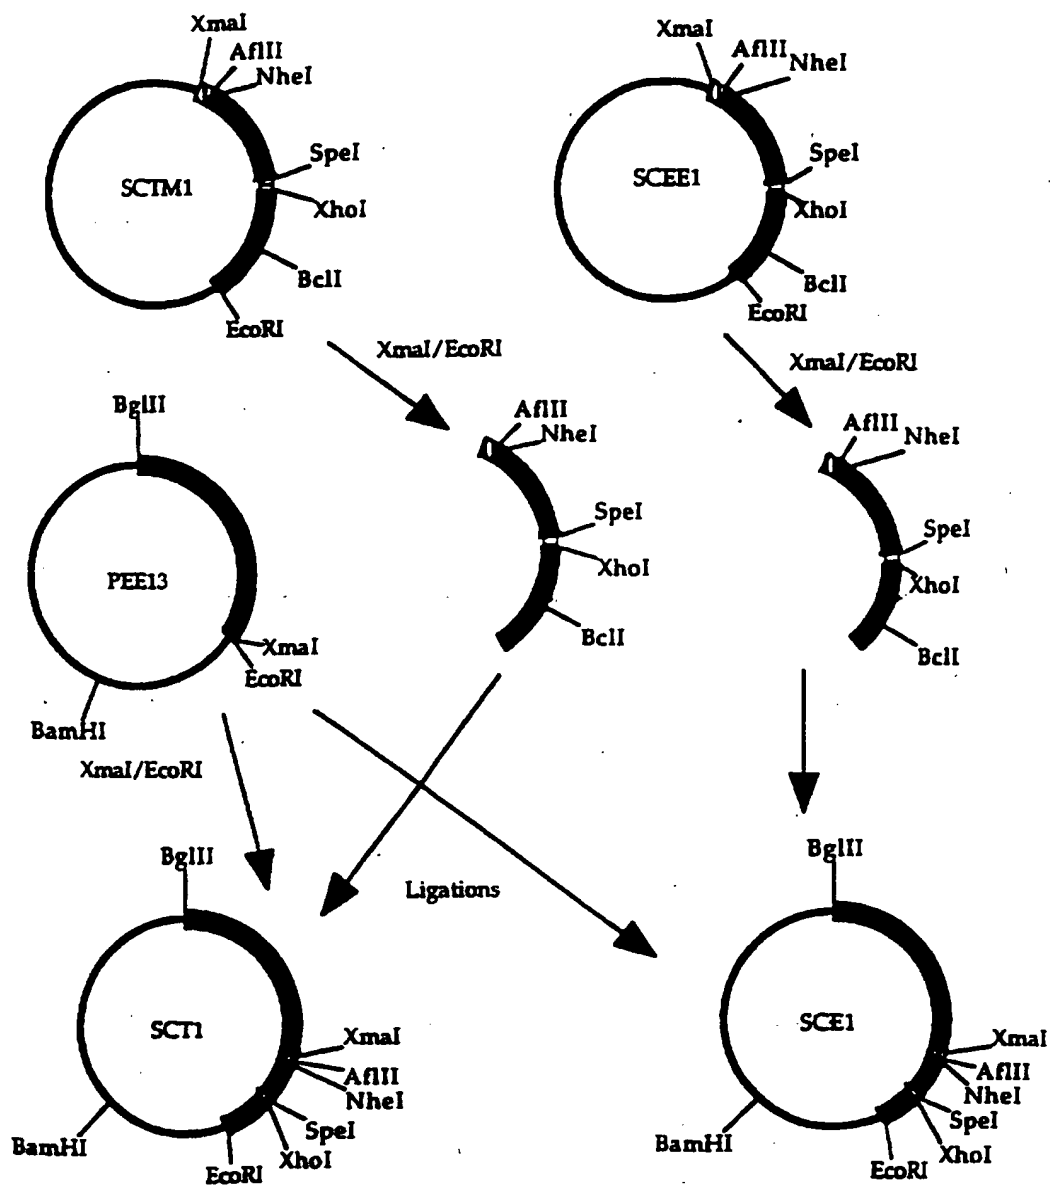 XmaI
AflII
NheI
SpeI
SCTM1
XhoI
BclI
EcoRI
XmaI
AflII
NheI
SpeI
SCEE1
XhoI
BclI
EcoRI
XmaI/EcoRI
XmaI/EcoRI
BglII
PEE13
XmaI
EcoRI
BamHI
AflII
NheI
SpeI
XhoI
BclI
AflII
NheI
SpeI
XhoI
BclI
XmaI/EcoRI
Ligations
BglII
SCT1
XmaI
AflII
NheI
SpeI
XhoI
EcoRI
BamHI
BglII
SCE1
XmaI
AflII
NheI
SpeI
XhoI
EcoRI
BamHI